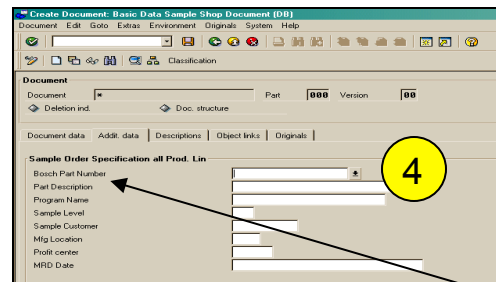 Create Document: Basic Data Sample Shop Document (DB)
Document Edit Goto Extras Environment Originals System Help
Classification
Document
Document * Part 000 Version 00
Deletion ind. Doc. structure
Document data Addit. data Descriptions Object links Originals
Sample Order Specification all Prod. Lin
Bosch Part Number
4
Part Description
Program Name
Sample Level
Sample Customer
Mfg Location
Profit center
MRD Date